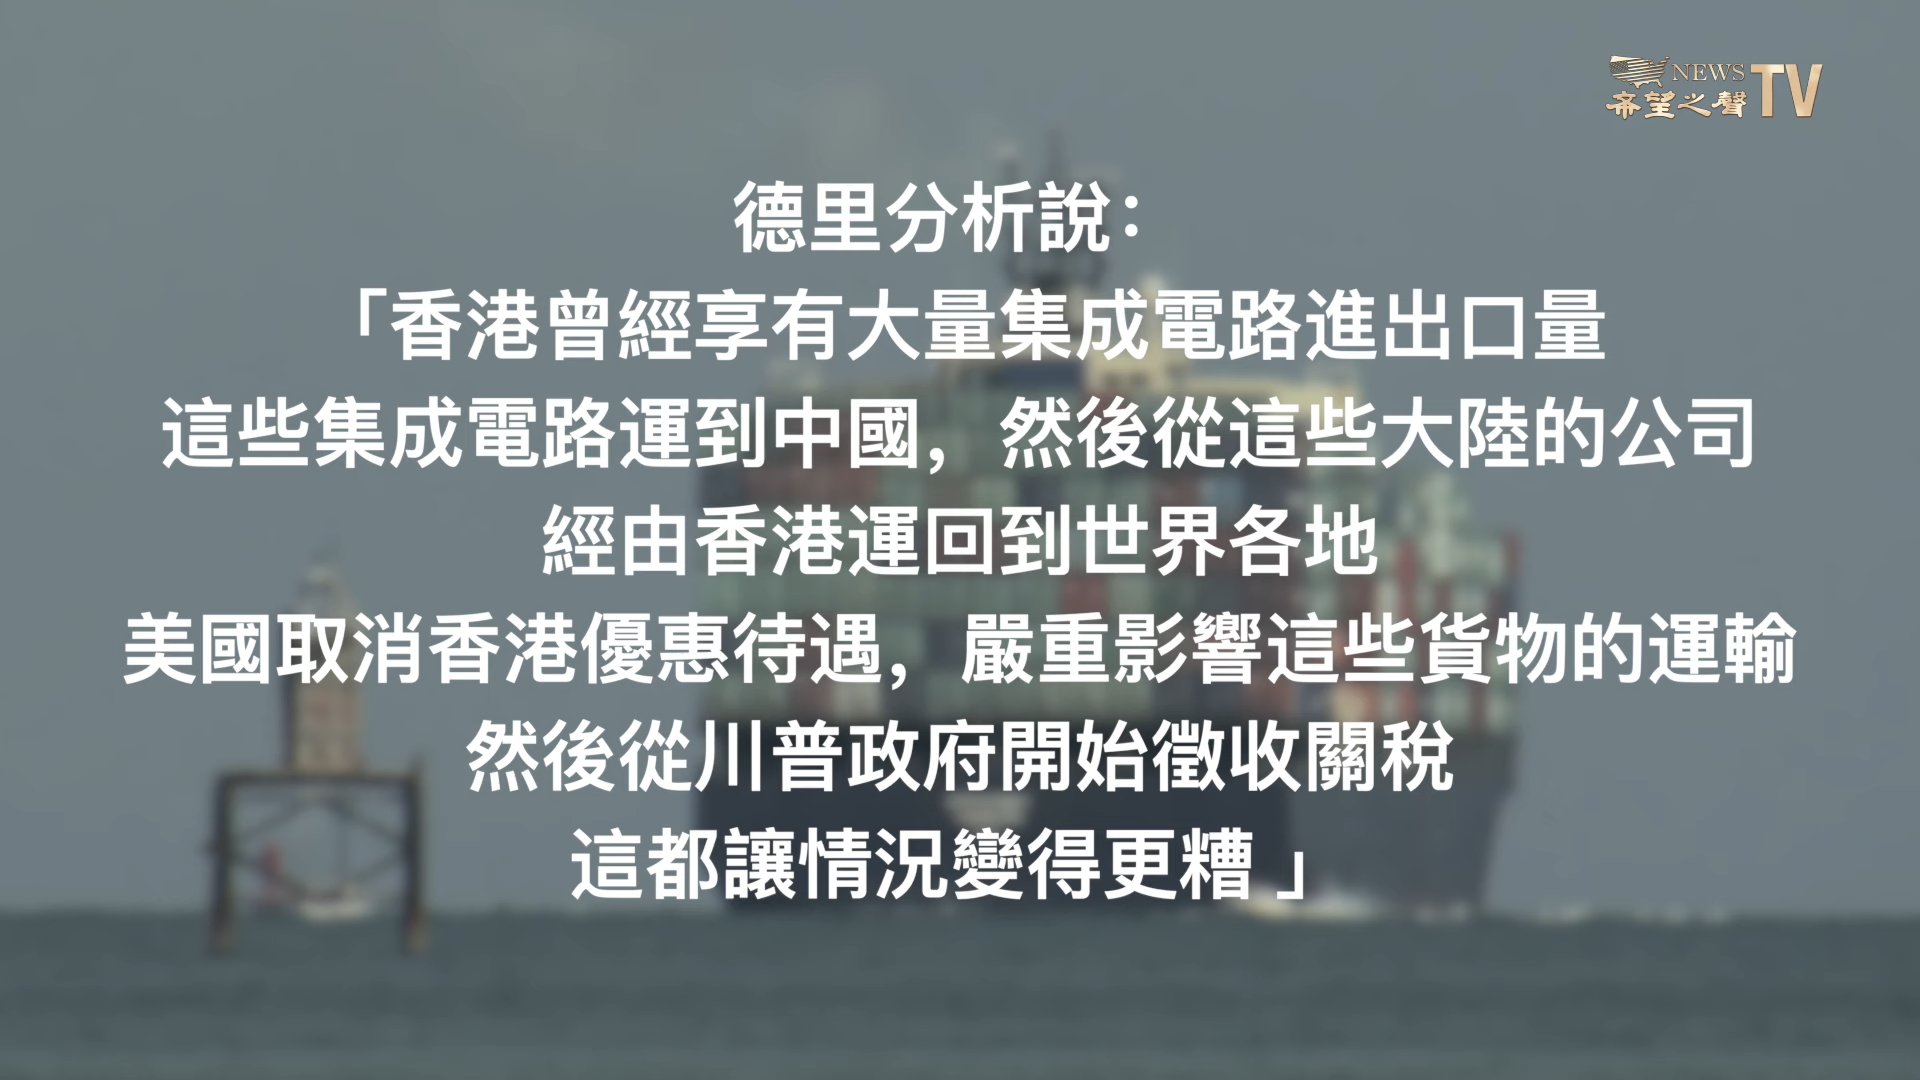 NEWS
希望之聲TV
德里分析說：
「香港曾經享有大量集成電路進出口量
這些集成電路運到中國，然後從這些大陸的公司
經由香港運回到世界各地
美國取消香港優惠待遇，嚴重影響這些貨物的運輸
然後從川普政府開始徵收關稅
這都讓情況變得更糟」